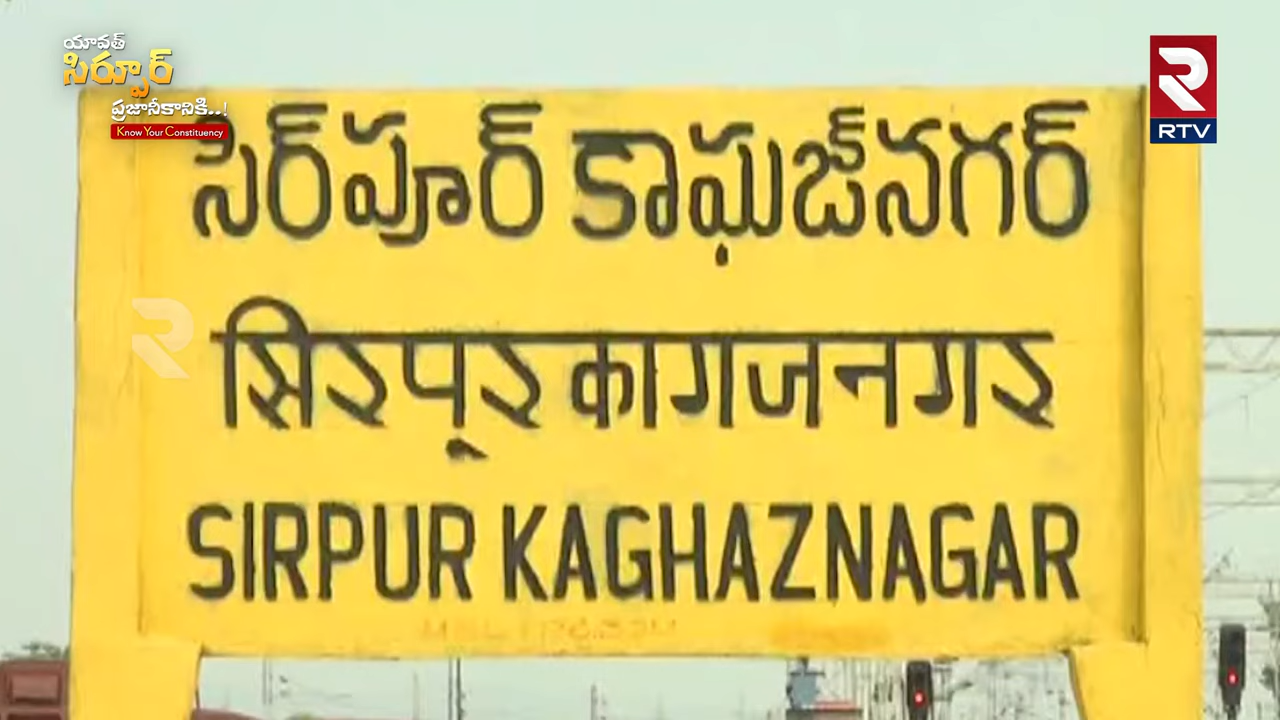 యావత్
సిర్పూర్
ప్రజానీకానికి..!
Know Your Constituency
RTV
సిర్‌పూర్ కాఘజ్‌నగర్
सिरपूर कागजनगर
SIRPUR KAGHAZNAGAR